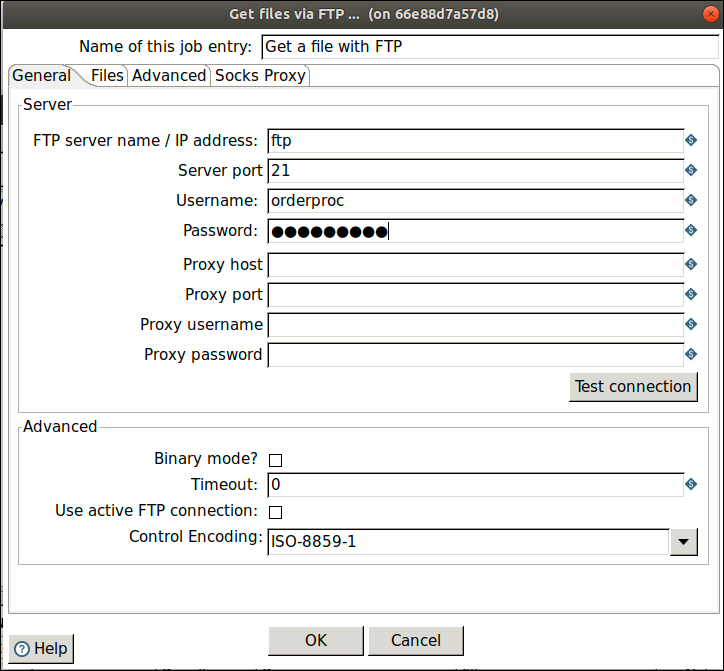 Get files via FTP ... (on 66e88d7a57d8)
Name of this job entry: Get a file with FTP
General Files Advanced Socks Proxy
Server
FTP server name / IP address: ftp
Server port 21
Username: orderproc
Password: ●●●●●●●●●
Proxy host
Proxy port
Proxy username
Proxy password
Test connection
Advanced
Binary mode?
Timeout: 0
Use active FTP connection:
Control Encoding: ISO-8859-1
Help OK Cancel